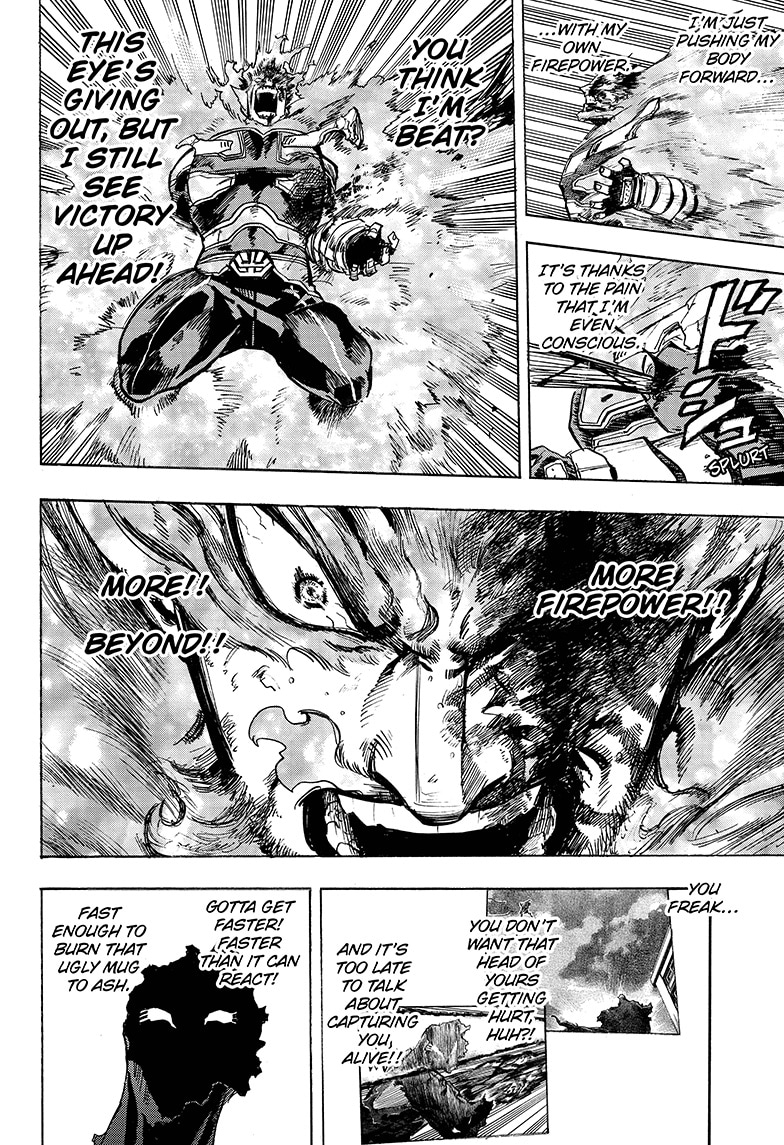 I'M JUST
PUSHING MY
BODY
FORWARD...
...WITH MY
OWN
FIREPOWER.
IT'S THANKS
TO THE PAIN
THAT I'M
EVEN
CONSCIOUS.
ドシュ
SPLURT
YOU
THINK
I'M
BEAT?
THIS
EYE'S
GIVING
OUT, BUT
I STILL
SEE
VICTORY
UP
AHEAD!
MORE
FIREPOWER!!
MORE!!
BEYOND!!
YOU
FREAK...
YOU DON'T
WANT THAT
HEAD OF
YOURS
GETTING
HURT,
HUH?!
AND IT'S
TOO LATE
TO TALK
ABOUT
CAPTURING
YOU,
ALIVE!!
GOTTA GET
FASTER!
FASTER
THAN IT CAN
REACT!
FAST
ENOUGH TO
BURN THAT
UGLY MUG
TO ASH.